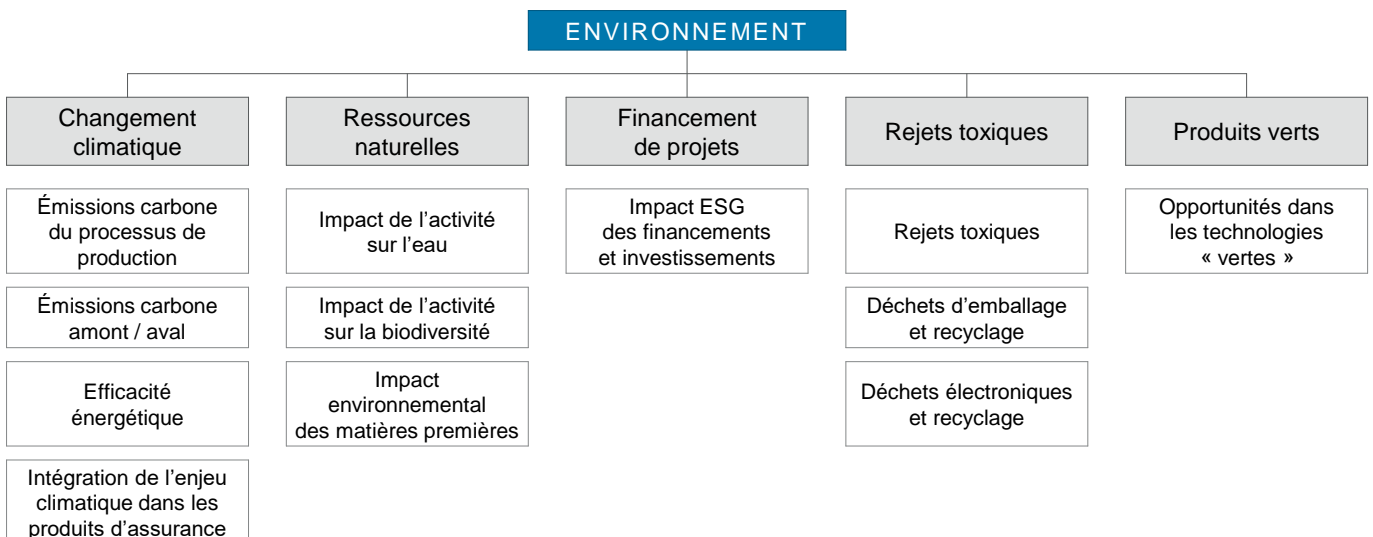 ENVIRONNEMENT
Changement
climatique
Ressources
naturelles
Financement
de projets
Rejets toxiques
Produits verts
Émissions carbone
du processus de
production
Impact de l’activité
sur l’eau
Impact ESG
des financements
et investissements
Rejets toxiques
Opportunités dans
les technologies
« vertes »
Émissions carbone
amont / aval
Impact de l’activité
sur la biodiversité
Déchets d’emballage
et recyclage
Efficacité
énergétique
Impact
environnemental
des matières premières
Déchets électroniques
et recyclage
Intégration de l’enjeu
climatique dans les
produits d’assurance